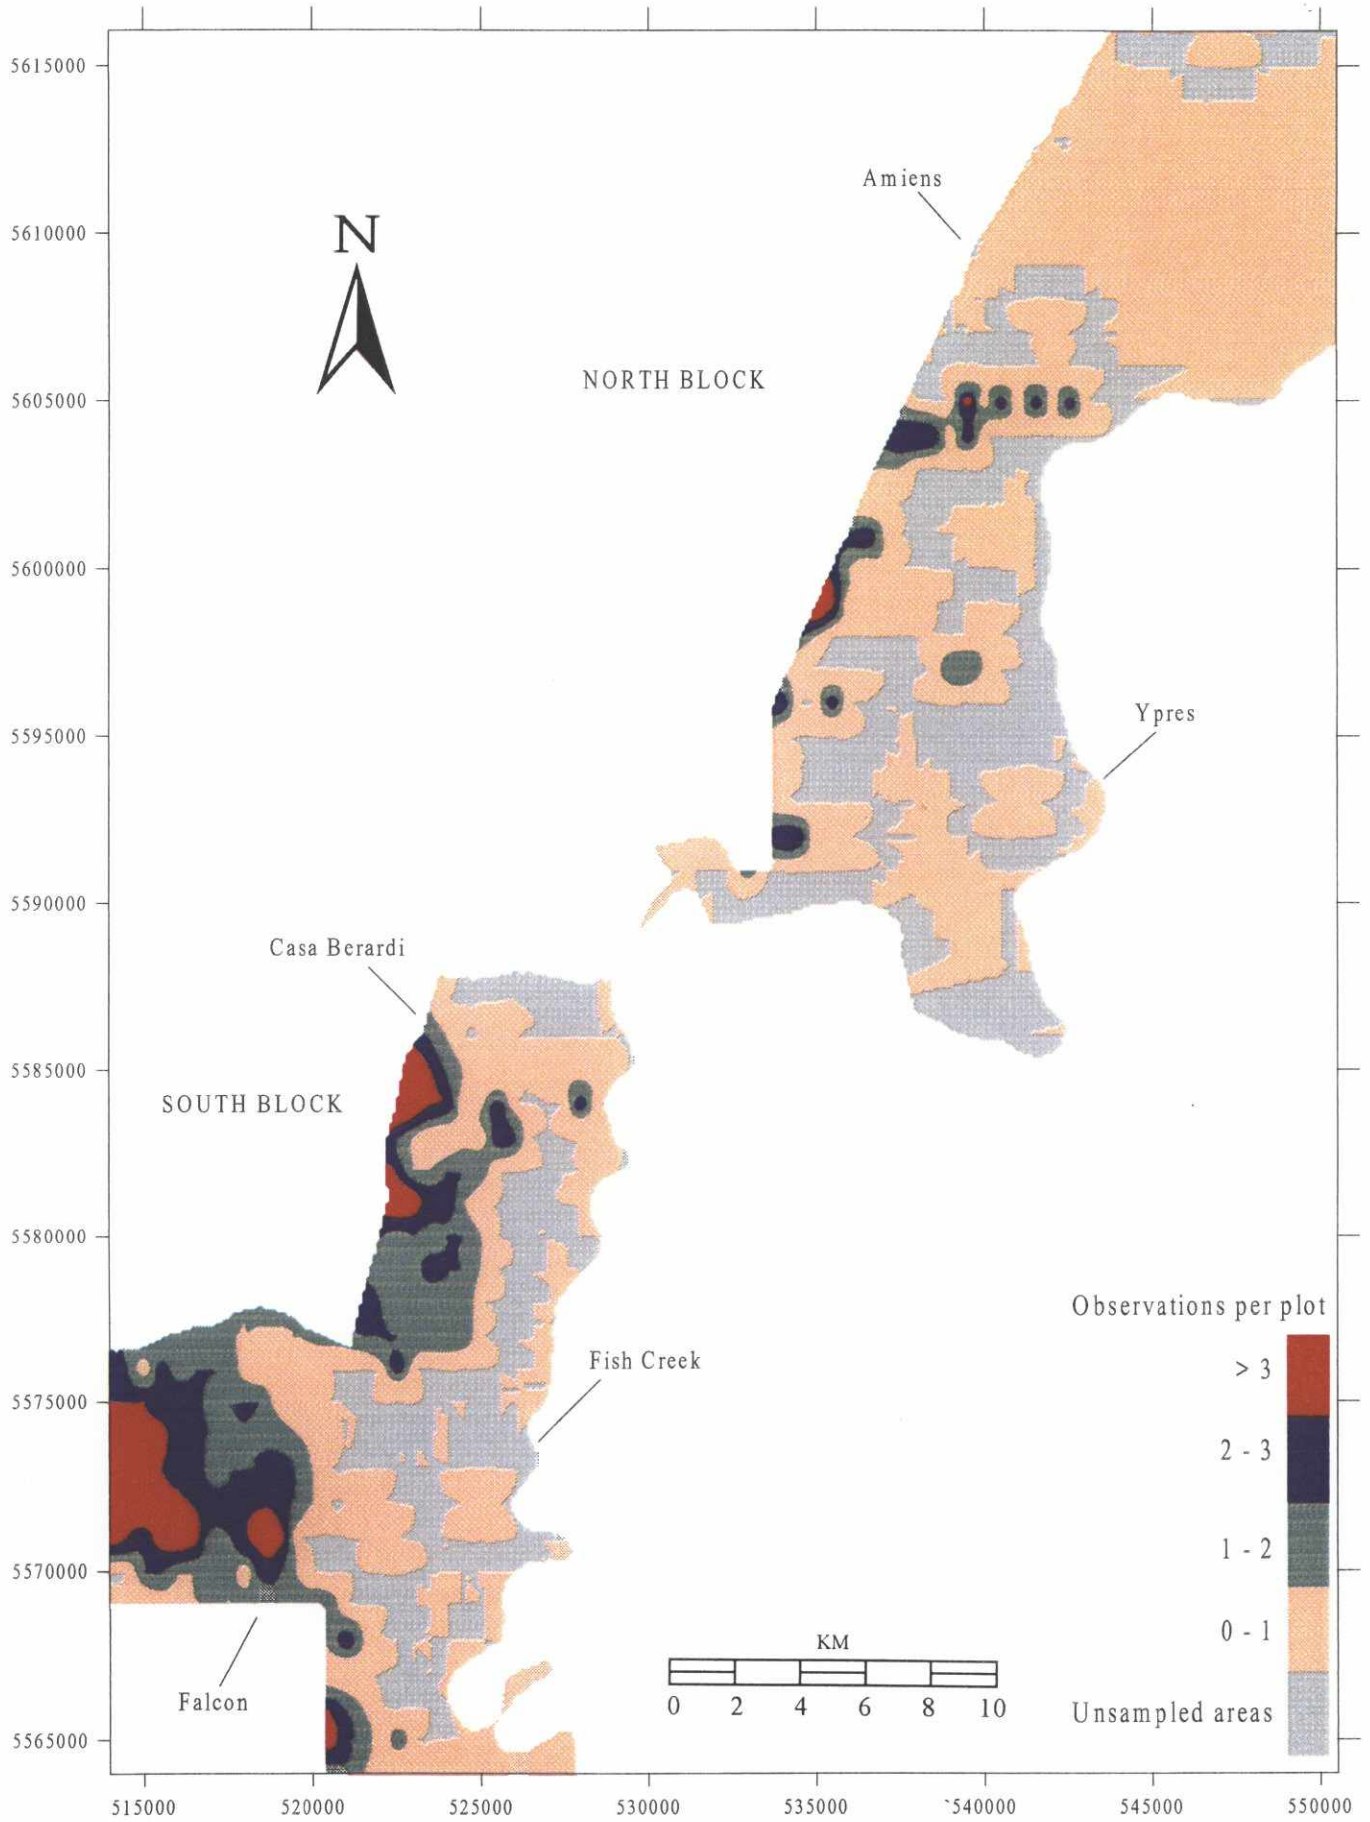 5615000
Amiens
5610000
N
NORTH BLOCK
5605000
5600000
Ypres
5595000
5590000
Casa Berardi
5585000
SOUTH BLOCK
5580000
Observations per plot
> 3
Fish Creek
5575000
2 - 3
1 - 2
5570000
0 - 1
KM
Falcon
0 2 4 6 8 10
Unsampled areas
5565000
515000 520000 525000 530000 535000 540000 545000 550000